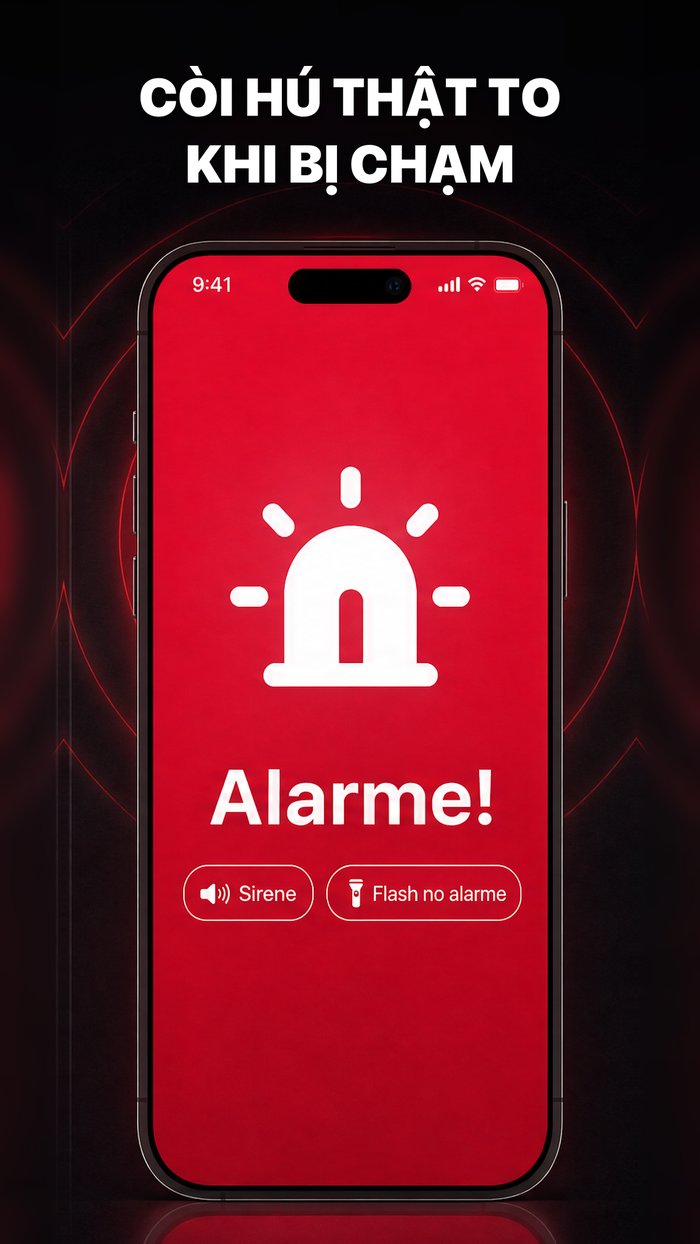 CÒI HÚ THẬT TO
KHI BỊ CHẠM
9:41
Alarme!
Sirene
Flash no alarme